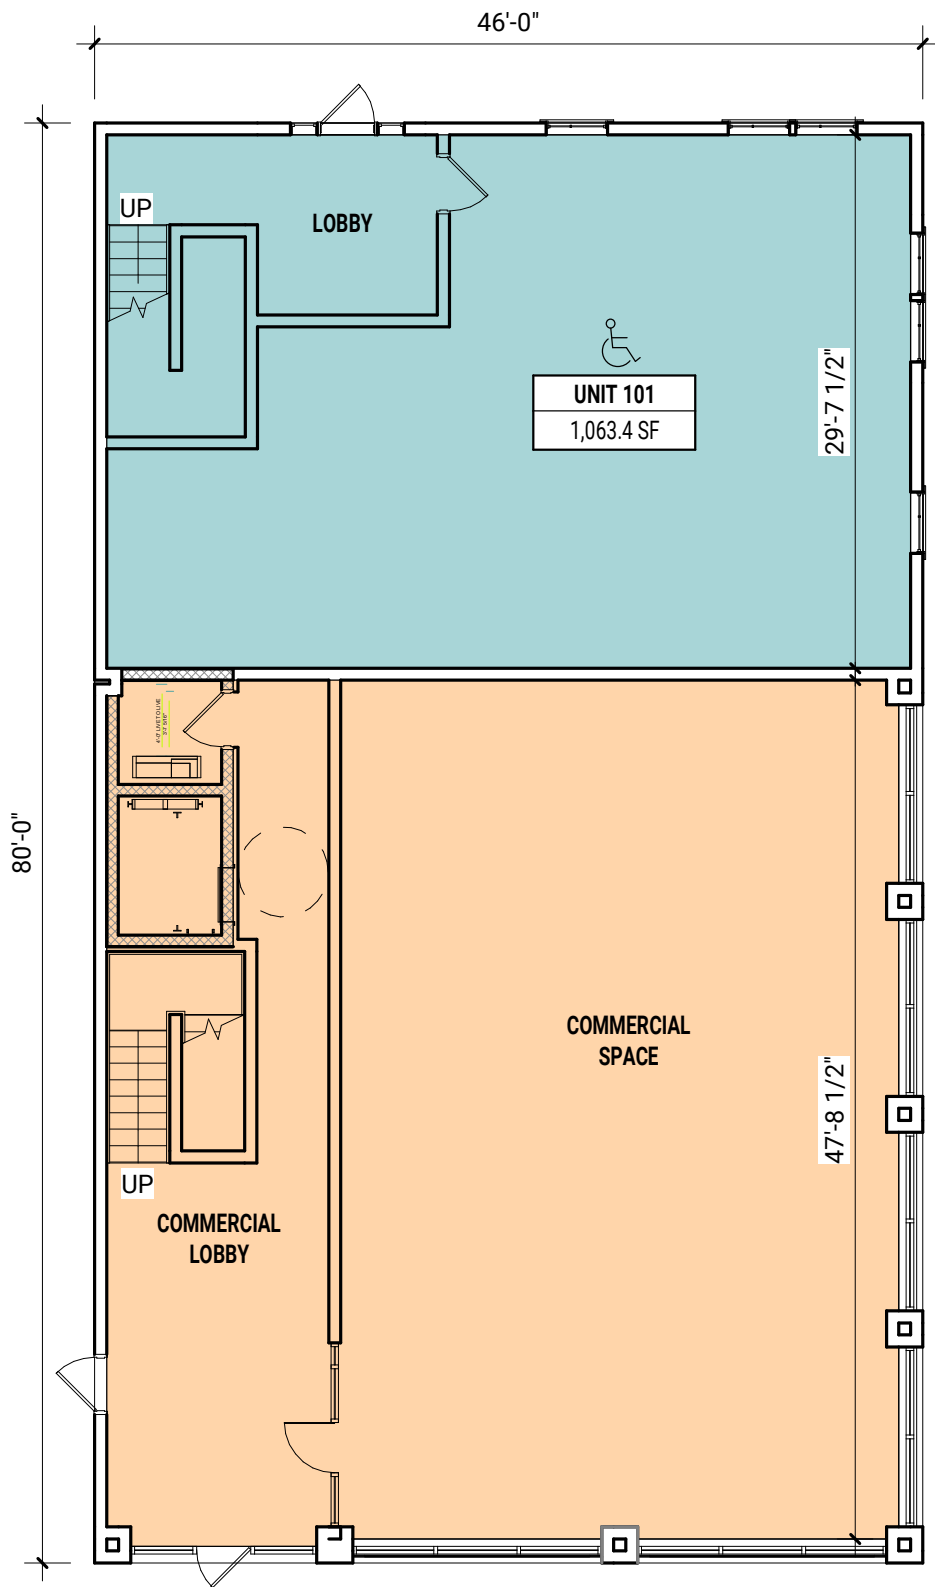 46'-0"
UP
LOBBY
UNIT 101
1,063.4 SF
29'-7 1/2"
80'-0"
COMMERCIAL
SPACE
47'-8 1/2"
UP
COMMERCIAL
LOBBY